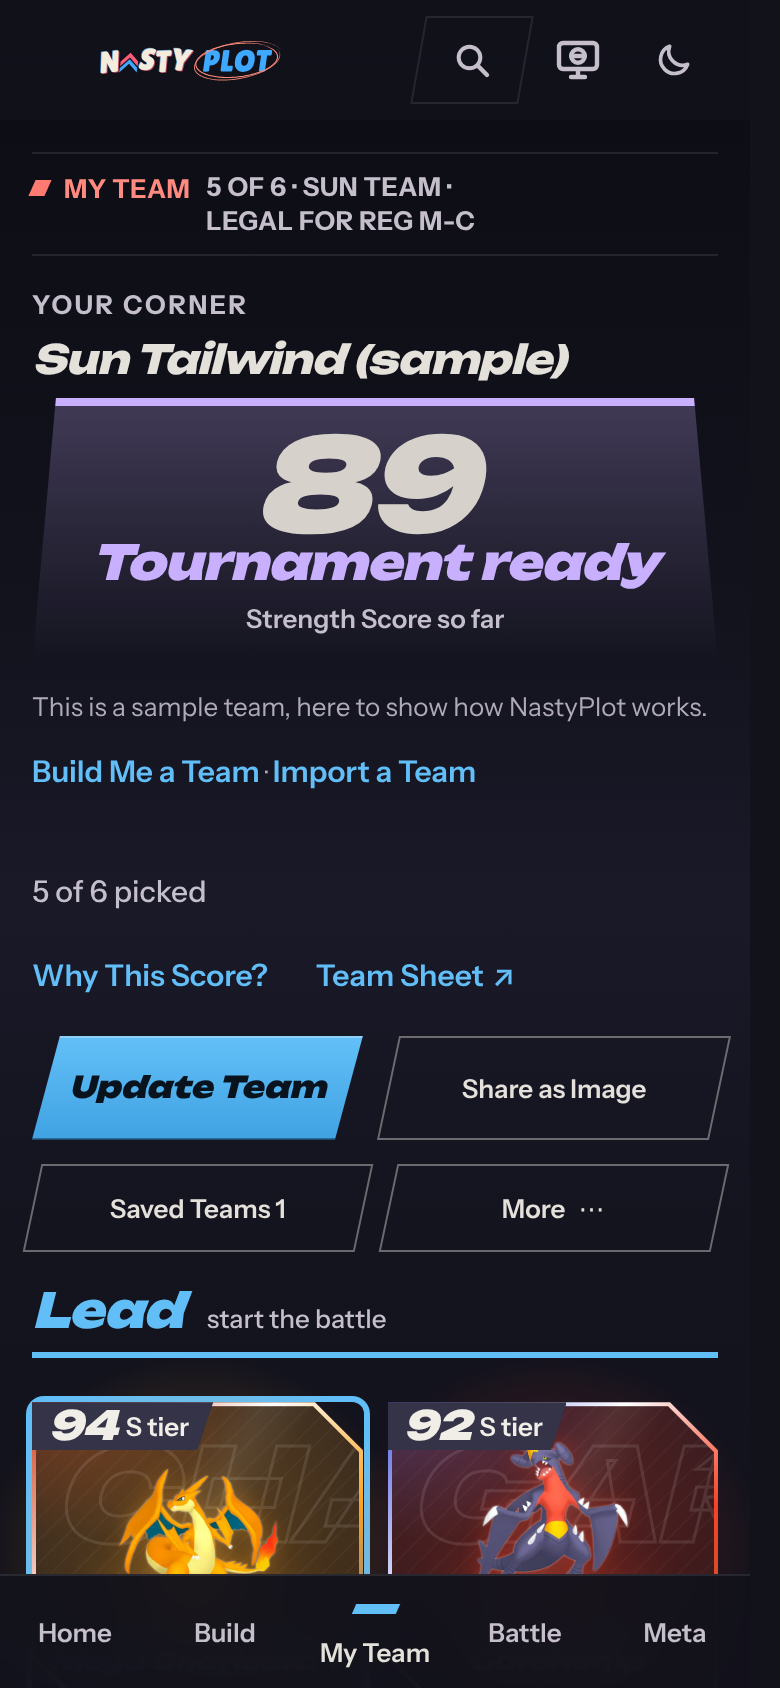 NASTY PLOT
MY TEAM
5 OF 6 · SUN TEAM ·
LEGAL FOR REG M-C
YOUR CORNER
Sun Tailwind (sample)
89
Tournament ready
Strength Score so far
This is a sample team, here to show how NastyPlot works.
Build Me a Team · Import a Team
5 of 6 picked
Why This Score? Team Sheet ↗
Update Team Share as Image
Saved Teams 1 More ···
Lead start the battle
94 S tier 92 S tier
CHA GAR
Home Build My Team Battle Meta